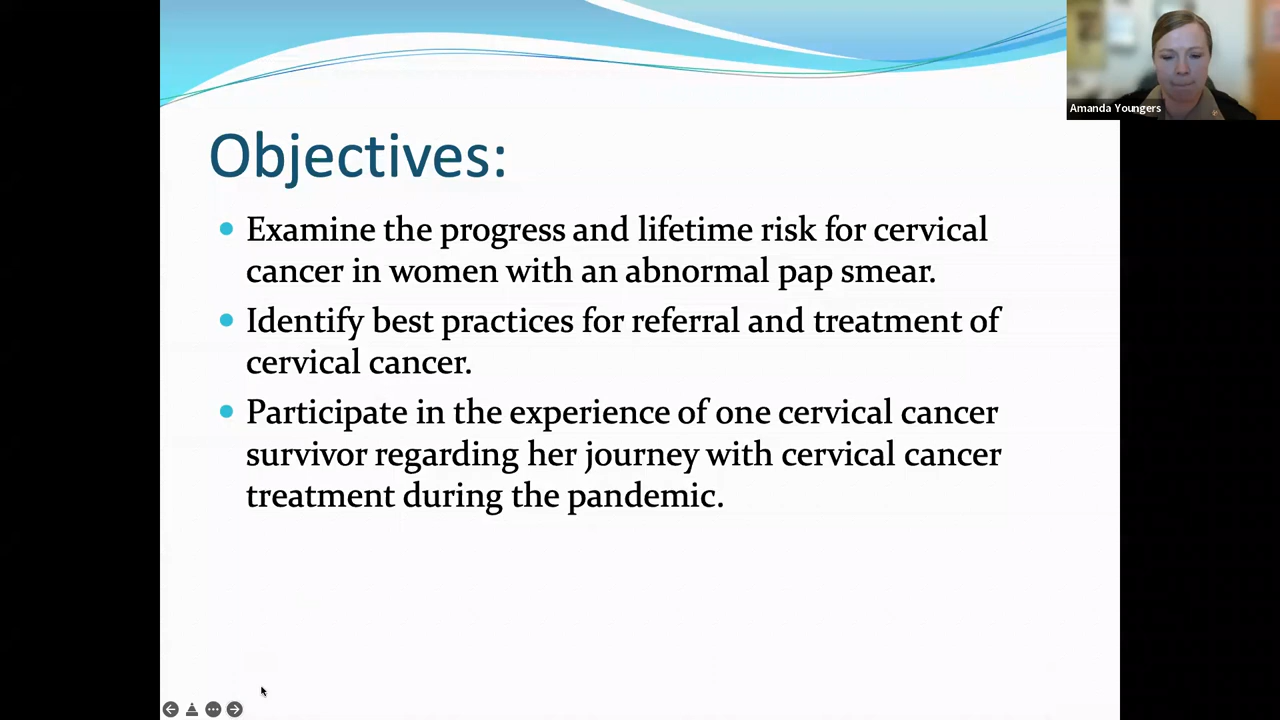 Amanda Youngers
Objectives:
• Examine the progress and lifetime risk for cervical
cancer in women with an abnormal pap smear.
• Identify best practices for referral and treatment of
cervical cancer.
• Participate in the experience of one cervical cancer
survivor regarding her journey with cervical cancer
treatment during the pandemic.